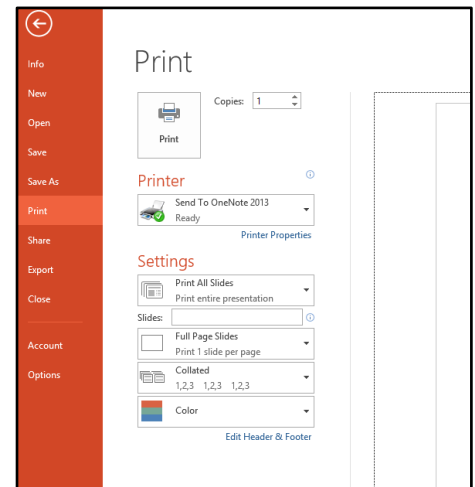 Info
New
Open
Save
Save As
Print
Share
Export
Close
Account
Options
Print
Copies: 1
Print
Printer
Send To OneNote 2013
Ready
Printer Properties
Settings
Print All Slides
Print entire presentation
Slides:
Full Page Slides
Print 1 slide per page
Collated
1,2,3 1,2,3 1,2,3
Color
Edit Header & Footer